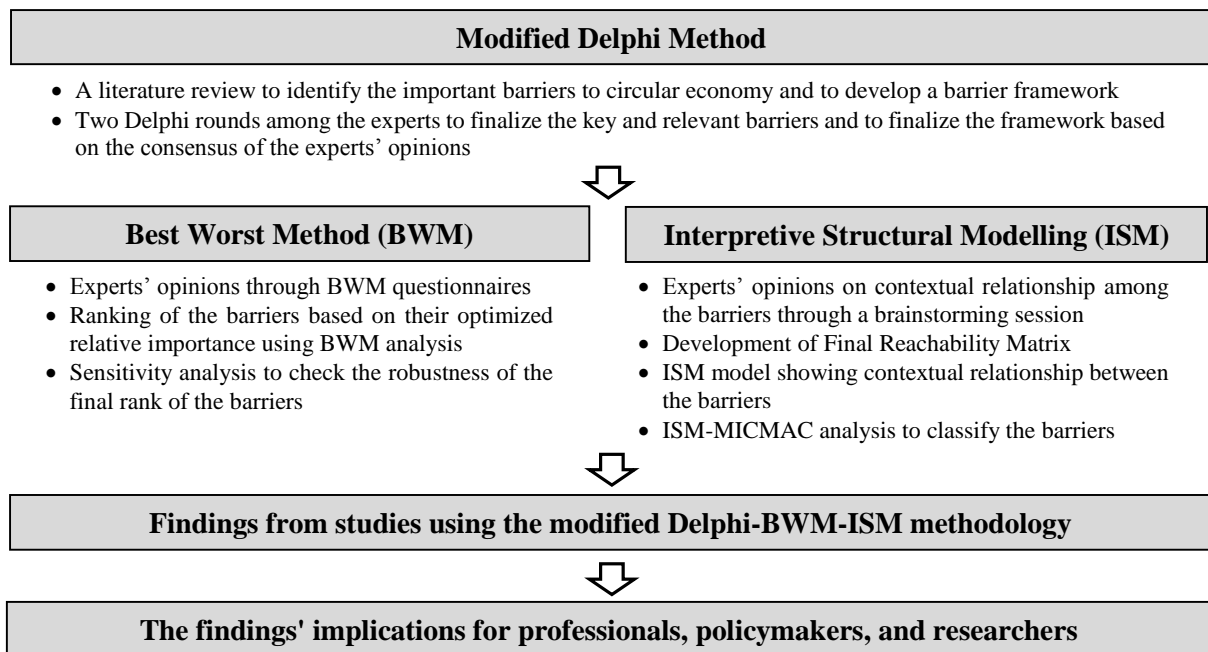 Modified Delphi Method
• A literature review to identify the important barriers to circular economy and to develop a barrier framework
• Two Delphi rounds among the experts to finalize the key and relevant barriers and to finalize the framework based
on the consensus of the experts’ opinions
Best Worst Method (BWM)
• Experts’ opinions through BWM questionnaires
• Ranking of the barriers based on their optimized
relative importance using BWM analysis
• Sensitivity analysis to check the robustness of the
final rank of the barriers
Interpretive Structural Modelling (ISM)
• Experts’ opinions on contextual relationship among
the barriers through a brainstorming session
• Development of Final Reachability Matrix
• ISM model showing contextual relationship between
the barriers
• ISM-MICMAC analysis to classify the barriers
Findings from studies using the modified Delphi-BWM-ISM methodology
The findings' implications for professionals, policymakers, and researchers